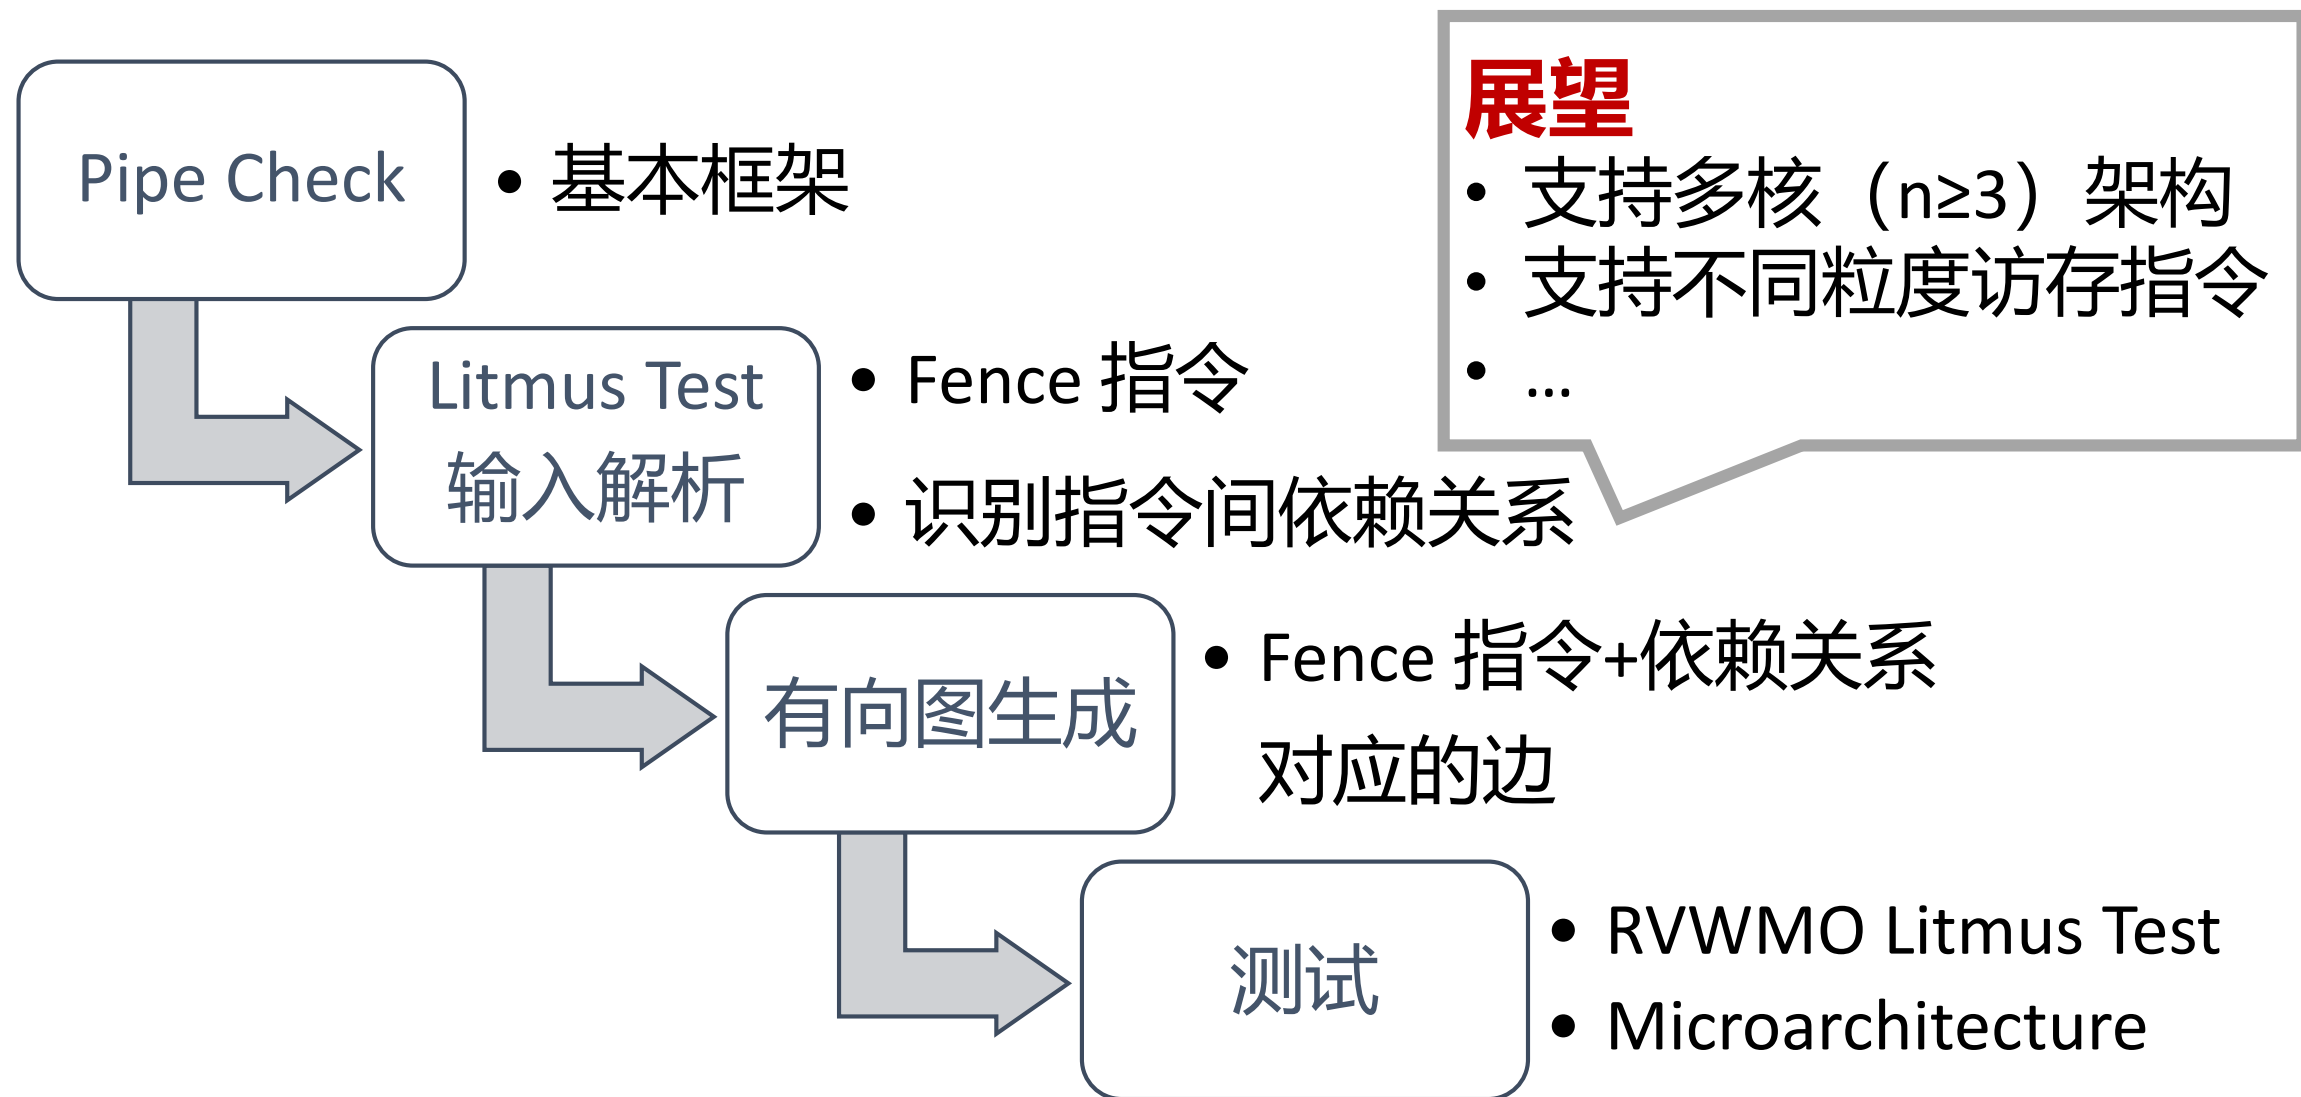 Pipe Check
• 基本框架
Litmus Test
输入解析
• Fence 指令
• 识别指令间依赖关系
有向图生成
• Fence 指令+依赖关系
对应的边
测试
• RVWMO Litmus Test
• Microarchitecture
展望
• 支持多核（n≥3）架构
• 支持不同粒度访存指令
• ...